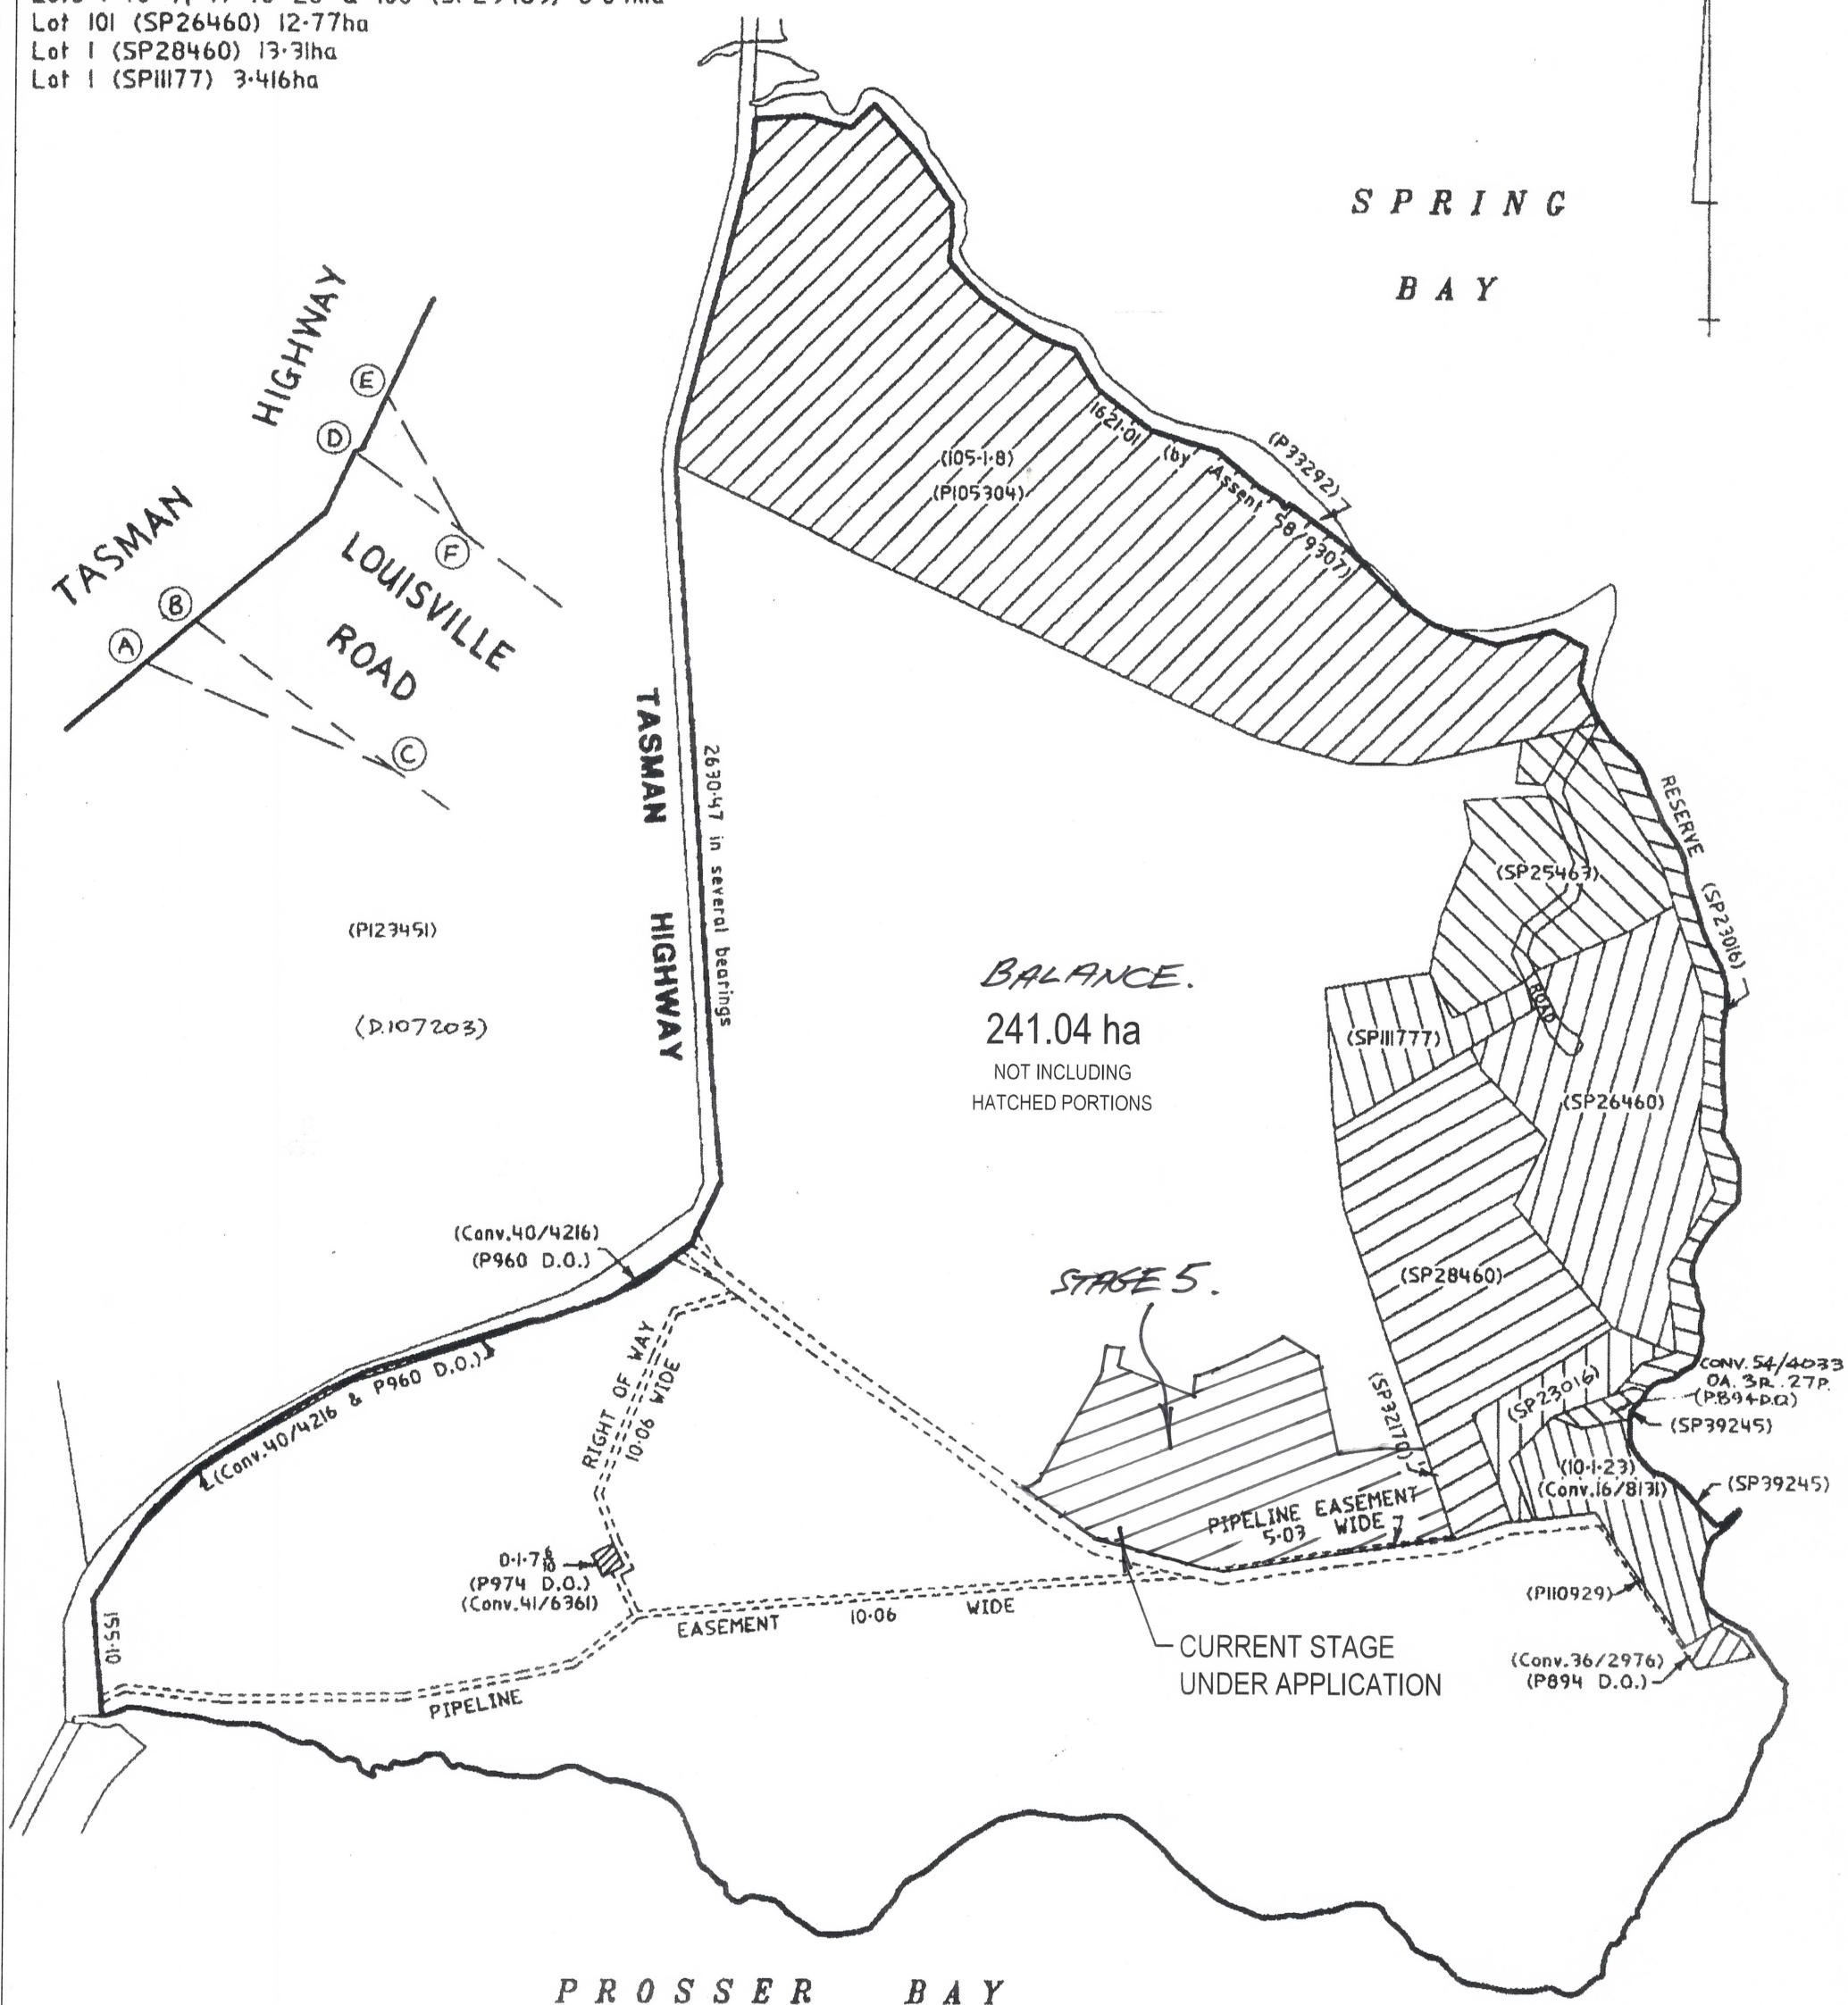 Lot 101 (SP26460) 12·77ha
Lot 1 (SP28460) 13·31ha
Lot 1 (SP11177) 3·416ha
SPRING
BAY
TASMAN
HIGHWAY
E
D
F
B
A
C
LOUISVILLE
ROAD
(105-1-8)
(P105304)
1621·01 (by Assent 58/9307)
(P33292)
TASMAN HIGHWAY
2630·47 in several bearings
RESERVE (SP23016)
(SP25463)
ROAD
(P123451)
(D.107203)
BALANCE.
241.04 ha
NOT INCLUDING
HATCHED PORTIONS
(SP111777)
(SP26460)
(Conv.40/4216)
(P960 D.O.)
STAGE 5.
(SP28460)
(Conv.40/4216 & P960 D.O.)
RIGHT OF WAY
10·06 WIDE
(SP32179)
(SP23016)
CONV. 54/4033
0A. 3R. 27P.
(P.894 D.O)
(SP39245)
(10-1-23)
(Conv.16/8131)
(SP39245)
PIPELINE EASEMENT
5·03 WIDE
0-1-7 6/10
(P974 D.O.)
(Conv.41/6361)
155·10
EASEMENT 10·06 WIDE
PIPELINE
(P110929)
CURRENT STAGE
UNDER APPLICATION
(Conv.36/2976)
(P894 D.O.)
PROSSER BAY